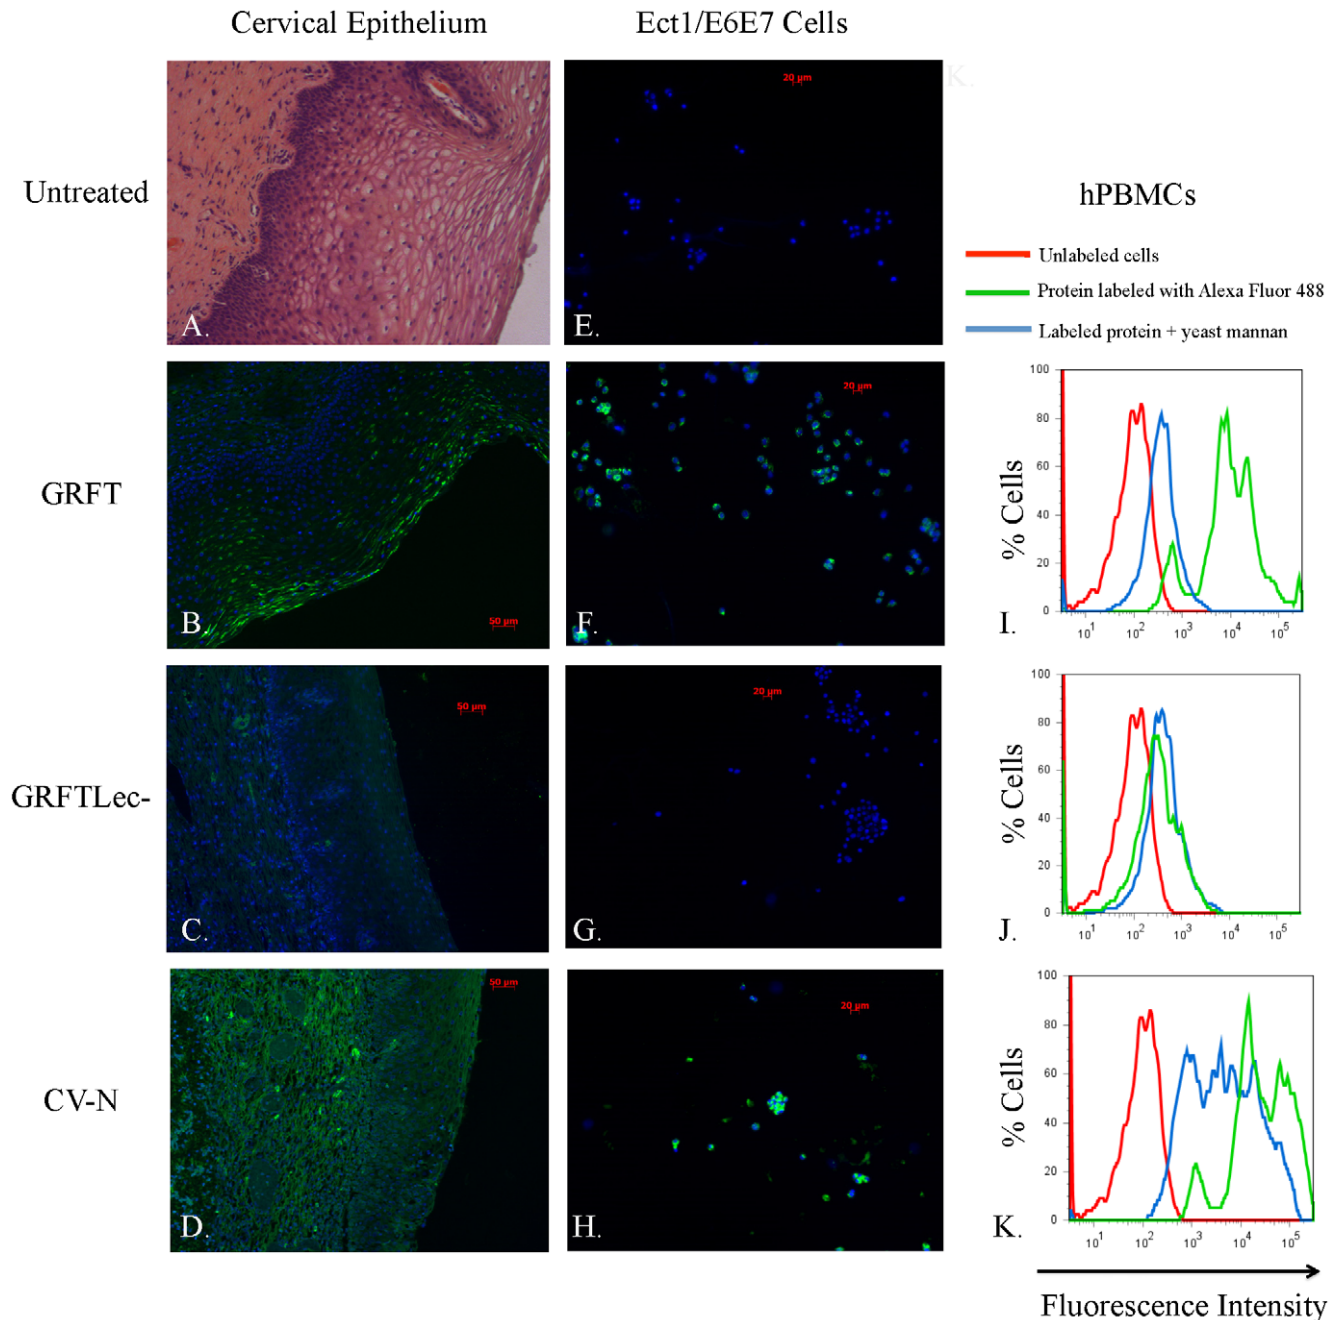 Cervical Epithelium
Ect1/E6E7 Cells
Untreated
A.
20 µm
E.
K.
hPBMCs
Unlabeled cells
Protein labeled with Alexa Fluor 488
Labeled protein + yeast mannan
GRFT
B.
50 µm
20 µm
F.
% Cells
100
80
60
40
20
0
10¹ 10² 10³ 10⁴ 10⁵
I.
GRFTLec-
C.
50 µm
20 µm
G.
% Cells
100
80
60
40
20
0
10¹ 10² 10³ 10⁴ 10⁵
J.
CV-N
D.
50 µm
20 µm
H.
% Cells
100
80
60
40
20
0
10¹ 10² 10³ 10⁴ 10⁵
K.
Fluorescence Intensity